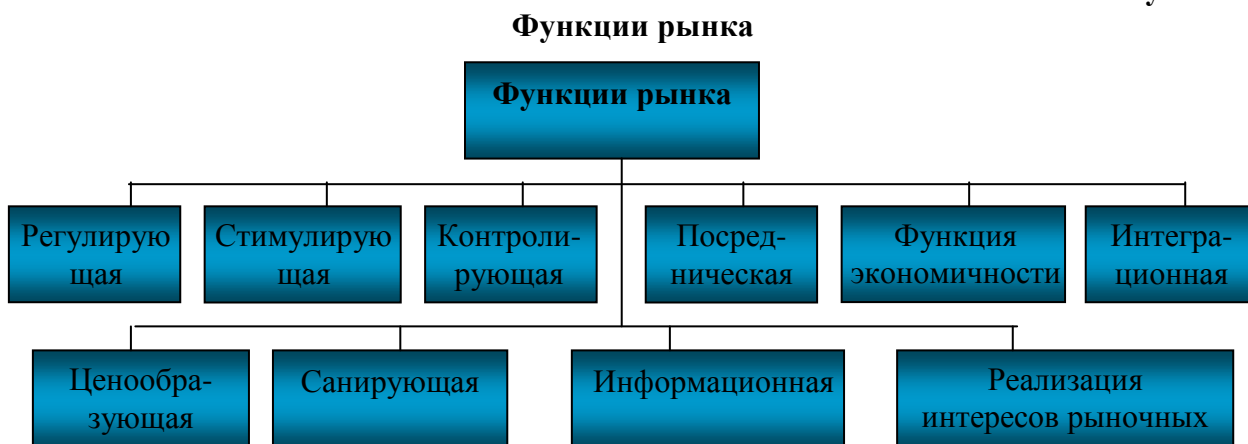 Функции рынка
Функции рынка
Регулирую
щая
Стимулирую
щая
Контроли-
рующая
Посред-
ническая
Функция
экономичности
Интегра-
ционная
Ценообра-
зующая
Санирующая
Информационная
Реализация
интересов рыночных